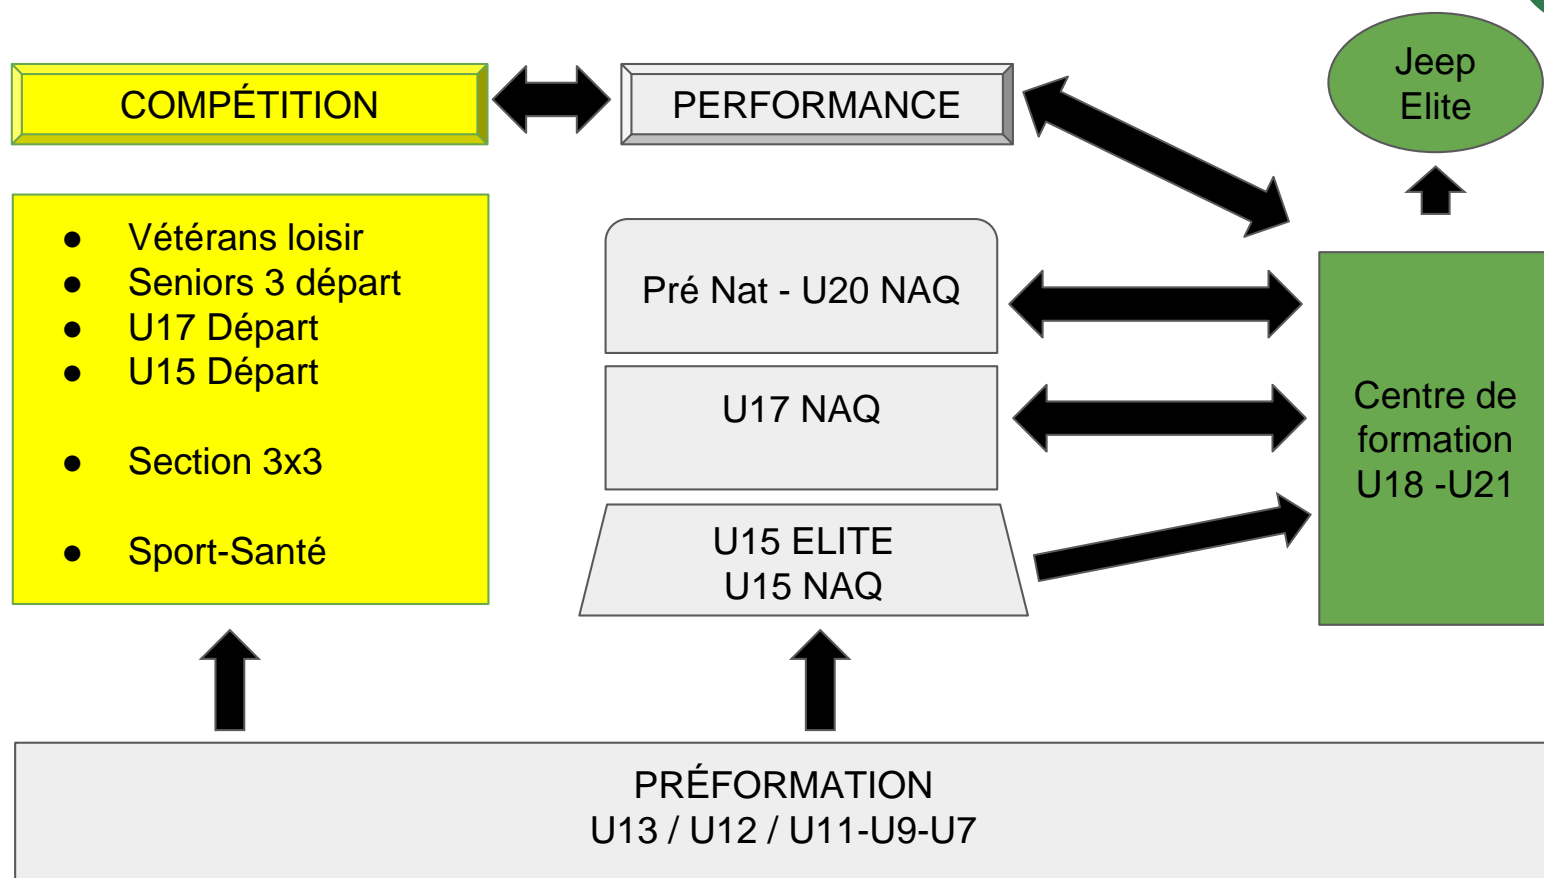 COMPÉTITION
PERFORMANCE
Jeep
Elite
● Vétérans loisir
● Seniors 3 départ
● U17 Départ
● U15 Départ
● Section 3x3
● Sport-Santé
Pré Nat - U20 NAQ
U17 NAQ
U15 ELITE
U15 NAQ
Centre de
formation
U18 -U21
PRÉFORMATION
U13 / U12 / U11-U9-U7